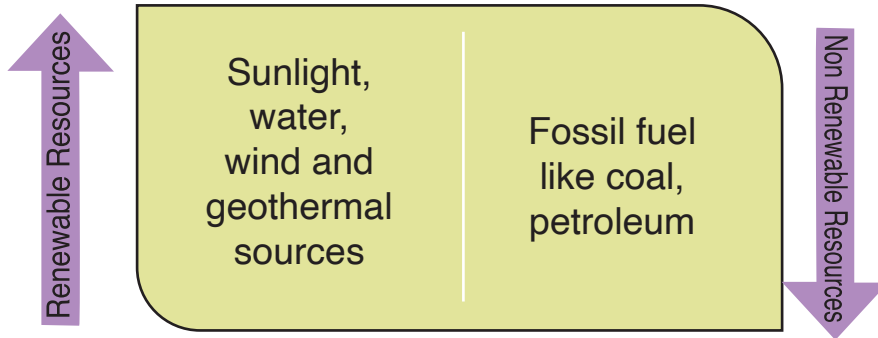 Renewable Resources
Sunlight,
water,
wind and
geothermal
sources
Fossil fuel
like coal,
petroleum
Non Renewable Resources